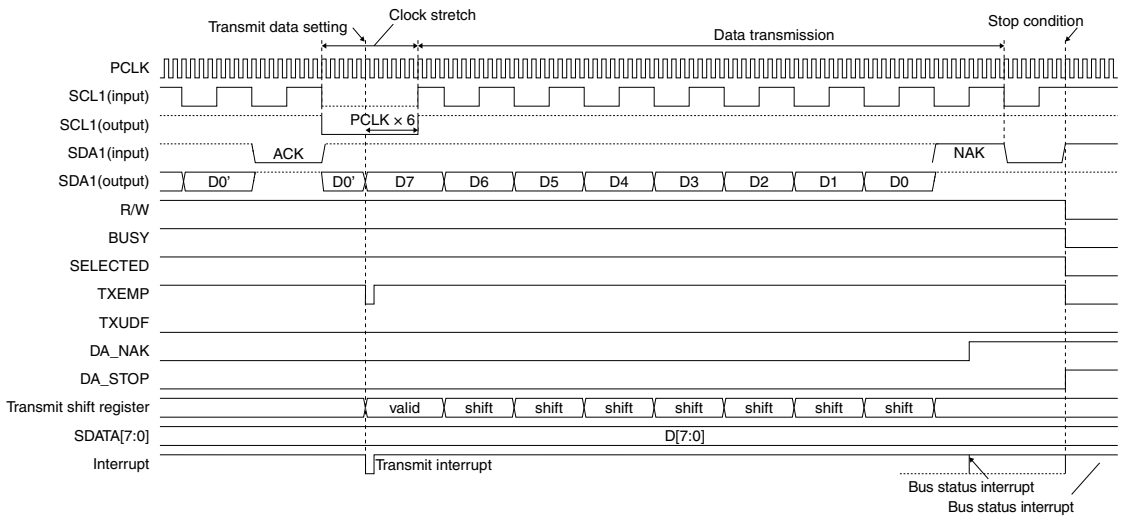 Transmit data setting
Clock stretch
Data transmission
Stop condition
PCLK
SCL1(input)
SCL1(output)
PCLK × 6
SDA1(input)
ACK
NAK
SDA1(output)
D0’ D0’ D7 D6 D5 D4 D3 D2 D1 D0
R/W
BUSY
SELECTED
TXEMP
TXUDF
DA_NAK
DA_STOP
Transmit shift register
valid shift shift shift shift shift shift shift
SDATA[7:0]
D[7:0]
Interrupt
Transmit interrupt
Bus status interrupt
Bus status interrupt